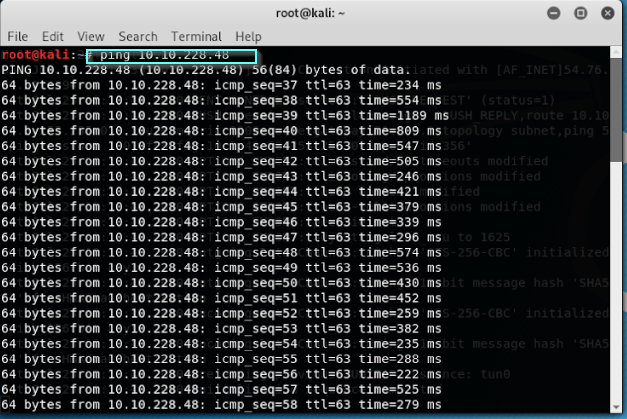 root@kali: ~
File Edit View Search Terminal Help
root@kali:~# ping 10.10.228.48
PING 10.10.228.48 (10.10.228.48) 56(84) bytes of data.
64 bytes from 10.10.228.48: icmp_seq=37 ttl=63 time=234 ms
64 bytes from 10.10.228.48: icmp_seq=38 ttl=63 time=554 ms
64 bytes from 10.10.228.48: icmp_seq=39 ttl=63 time=1189 ms
64 bytes from 10.10.228.48: icmp_seq=40 ttl=63 time=809 ms
64 bytes from 10.10.228.48: icmp_seq=41 ttl=63 time=547 ms
64 bytes from 10.10.228.48: icmp_seq=42 ttl=63 time=505 ms
64 bytes from 10.10.228.48: icmp_seq=43 ttl=63 time=246 ms
64 bytes from 10.10.228.48: icmp_seq=44 ttl=63 time=421 ms
64 bytes from 10.10.228.48: icmp_seq=45 ttl=63 time=379 ms
64 bytes from 10.10.228.48: icmp_seq=46 ttl=63 time=339 ms
64 bytes from 10.10.228.48: icmp_seq=47 ttl=63 time=296 ms
64 bytes from 10.10.228.48: icmp_seq=48 ttl=63 time=574 ms
64 bytes from 10.10.228.48: icmp_seq=49 ttl=63 time=536 ms
64 bytes from 10.10.228.48: icmp_seq=50 ttl=63 time=430 ms
64 bytes from 10.10.228.48: icmp_seq=51 ttl=63 time=452 ms
64 bytes from 10.10.228.48: icmp_seq=52 ttl=63 time=259 ms
64 bytes from 10.10.228.48: icmp_seq=53 ttl=63 time=382 ms
64 bytes from 10.10.228.48: icmp_seq=54 ttl=63 time=235 ms
64 bytes from 10.10.228.48: icmp_seq=55 ttl=63 time=288 ms
64 bytes from 10.10.228.48: icmp_seq=56 ttl=63 time=222 ms
64 bytes from 10.10.228.48: icmp_seq=57 ttl=63 time=525 ms
64 bytes from 10.10.228.48: icmp_seq=58 ttl=63 time=279 ms